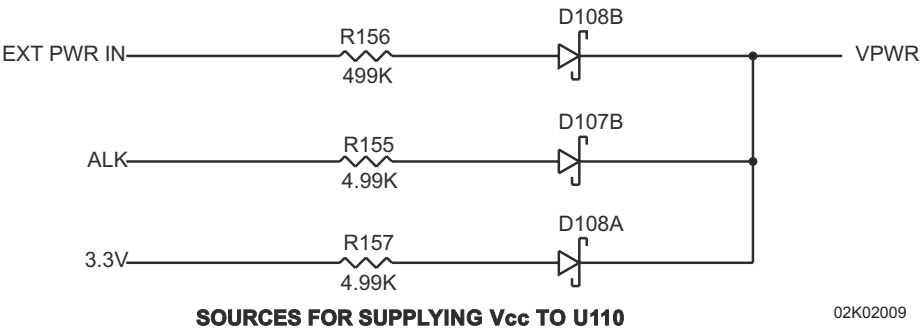 D108B
EXT PWR IN R156 VPWR
499K
D107B
ALK R155
4.99K
D108A
3.3V R157
4.99K
SOURCES FOR SUPPLYING Vcc TO U110
02K02009